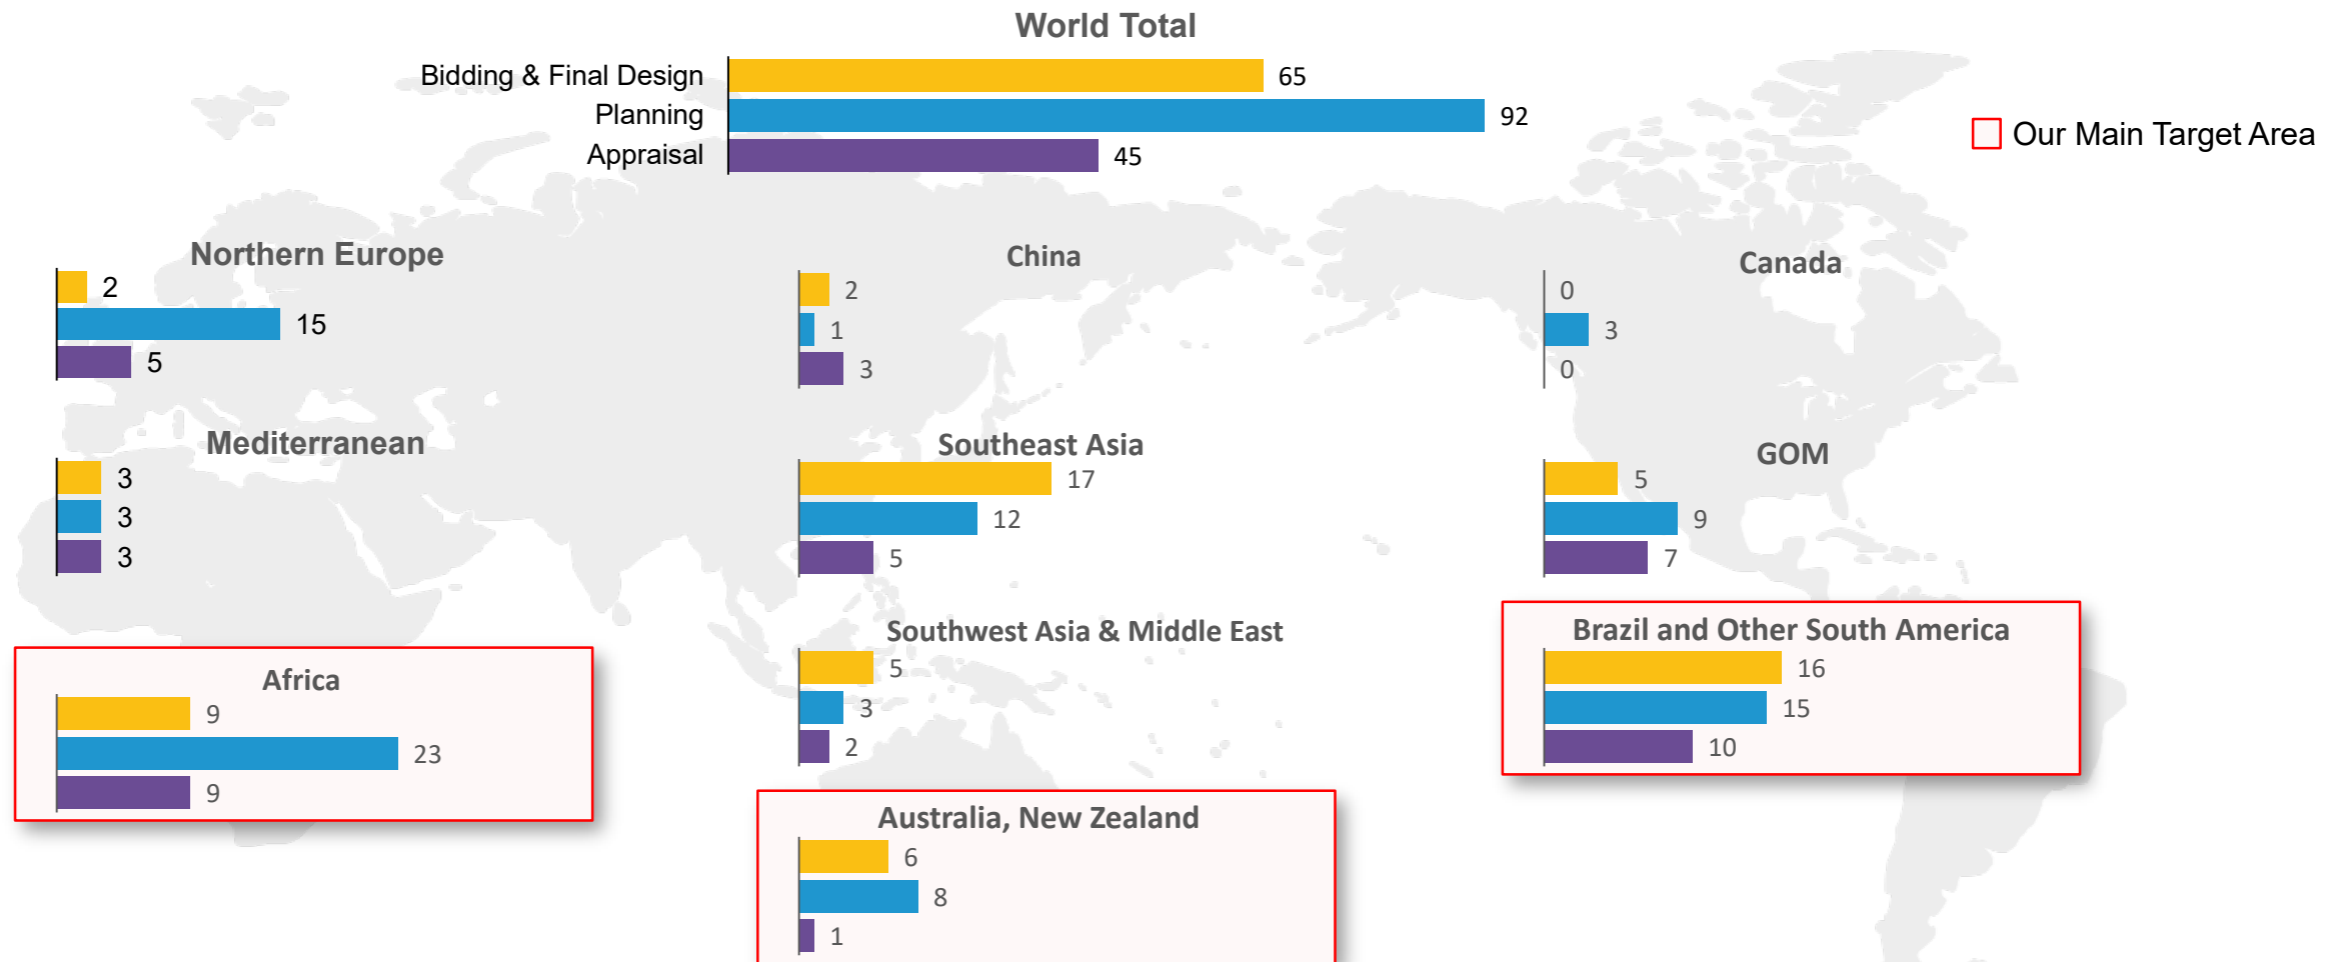 World Total
Bidding & Final Design 65
Planning 92
Appraisal 45
Our Main Target Area
Northern Europe
2
15
5
China
2
1
3
Canada
0
3
0
Mediterranean
3
3
3
Southeast Asia
17
12
5
GOM
5
9
7
Africa
9
23
9
Southwest Asia & Middle East
5
3
2
Brazil and Other South America
16
15
10
Australia, New Zealand
6
8
1